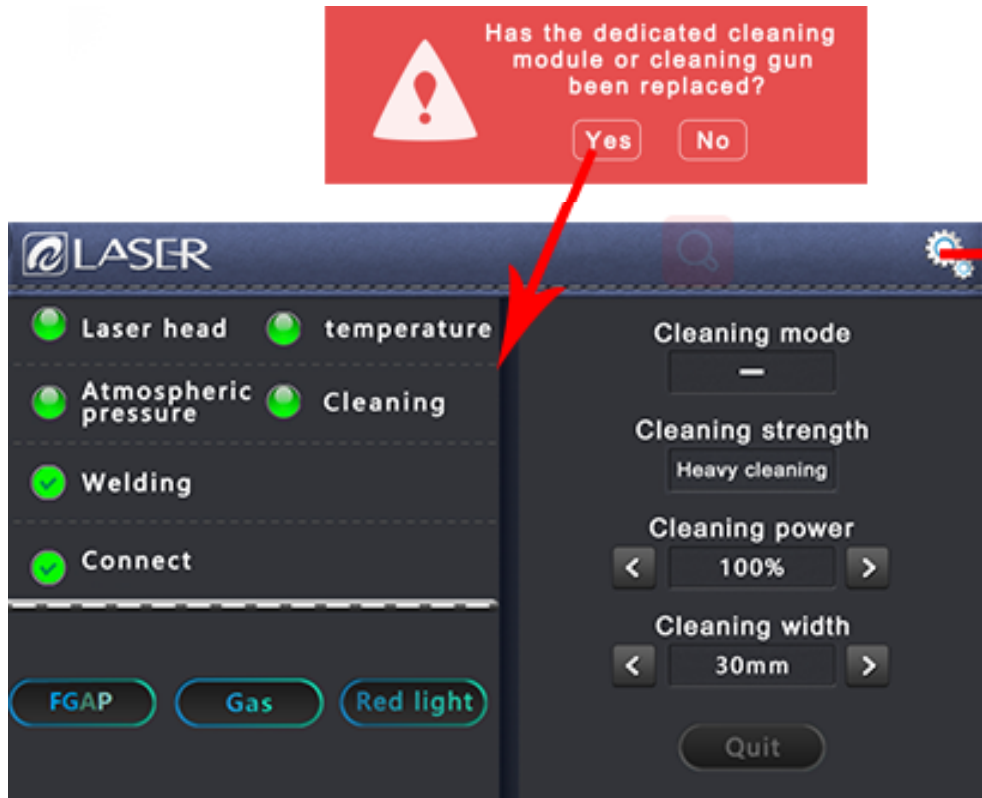 Has the dedicated cleaning
module or cleaning gun
been replaced?
Yes No
LASER
Laser head temperature
Atmospheric
pressure
Cleaning
Welding
Connect
FGAP Gas Red light
Cleaning mode
—
Cleaning strength
Heavy cleaning
Cleaning power
< 100% >
Cleaning width
< 30mm >
Quit